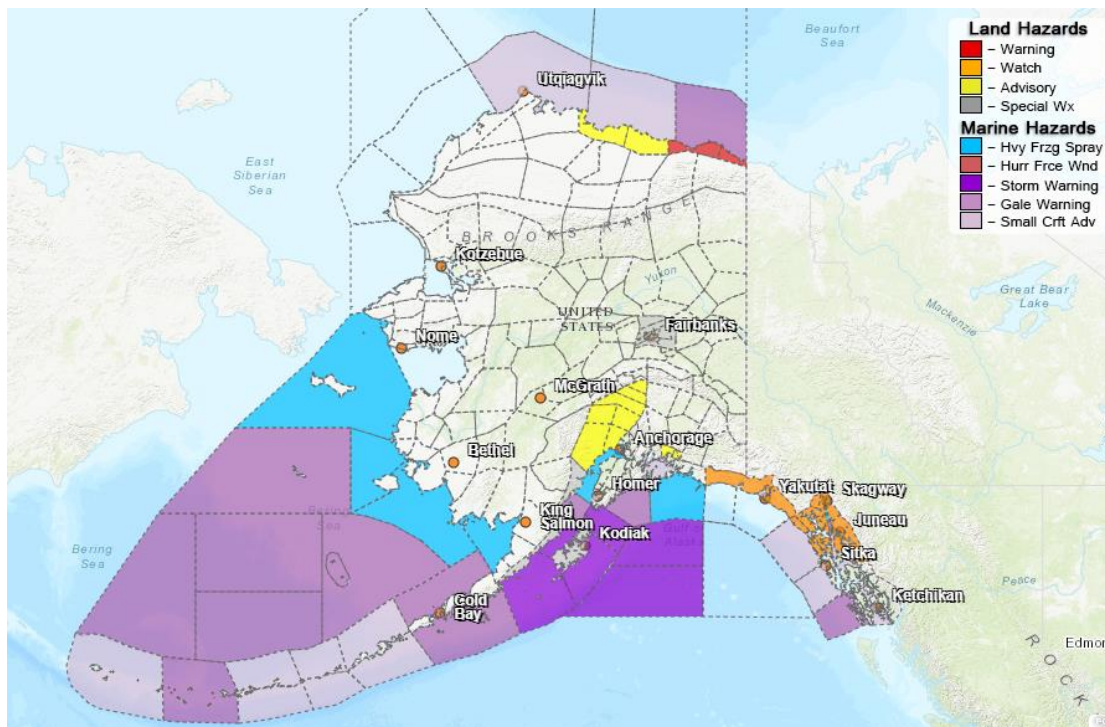 Beaufort
Sea
Land Hazards
– Warning
– Watch
– Advisory
– Special Wx
Marine Hazards
– Hvy Frzg Spray
– Hurr Frce Wnd
– Storm Warning
– Gale Warning
– Small Crft Adv
Utqiagvik
East
Siberian
Sea
BROOKS RANGE
Kotzebue
Yukon
Great Bear
Lake
Mackenzie
UNITED
STATES
Fairbanks
Nome
McGrath
Anchorage
Bethel
Homer
Yakutat
Skagway
King
Salmon
Kodiak
Juneau
Sitka
Bering
Sea
Peace
Cold
Bay
Ketchikan
Edmon
ROCK